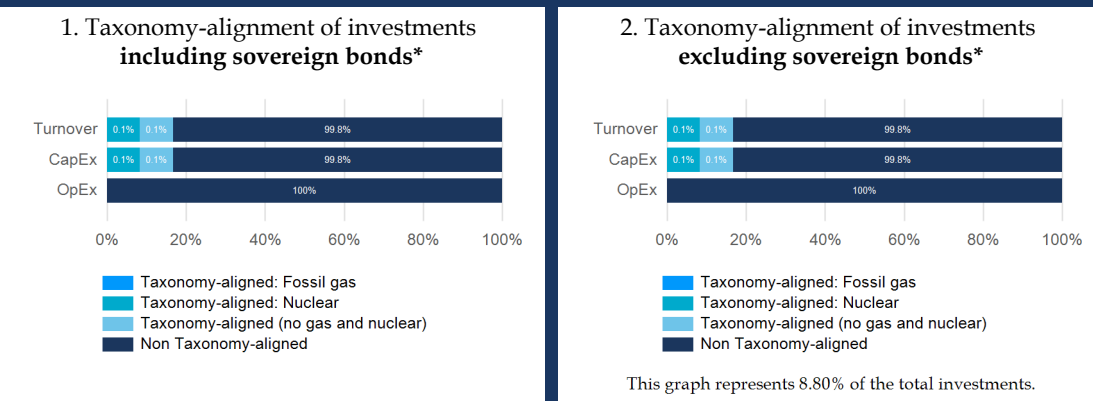 1. Taxonomy-alignment of investments
including sovereign bonds*
Turnover 0.1% 0.1% 99.8%
CapEx 0.1% 0.1% 99.8%
OpEx 100%
0% 20% 40% 60% 80% 100%
Taxonomy-aligned: Fossil gas
Taxonomy-aligned: Nuclear
Taxonomy-aligned (no gas and nuclear)
Non Taxonomy-aligned
2. Taxonomy-alignment of investments
excluding sovereign bonds*
Turnover 0.1% 0.1% 99.8%
CapEx 0.1% 0.1% 99.8%
OpEx 100%
0% 20% 40% 60% 80% 100%
Taxonomy-aligned: Fossil gas
Taxonomy-aligned: Nuclear
Taxonomy-aligned (no gas and nuclear)
Non Taxonomy-aligned
This graph represents 8.80% of the total investments.